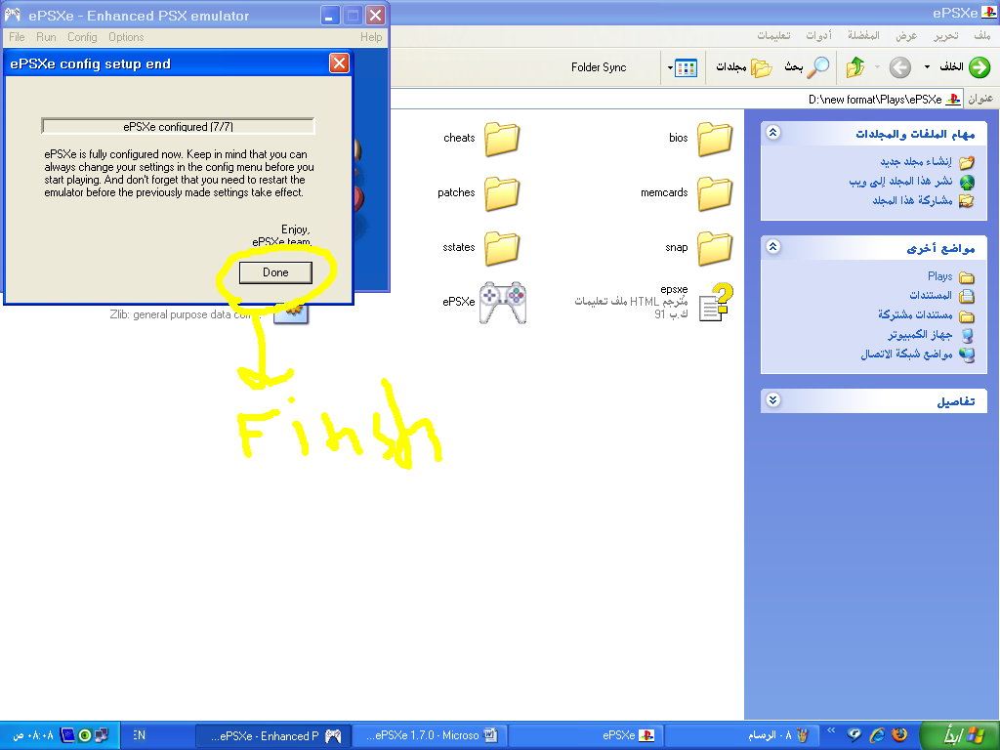 ePSXe - Enhanced PSX emulator
File Run Config Options Help
ePSXe config setup end
ePSXe configured (7/7)
ePSXe is fully configured now. Keep in mind that you can
always change your settings in the config menu before you
start playing. And don't forget that you need to restart the
emulator before the previously made settings take effect.
Enjoy,
ePSXe team.
Done
Finsh
ePSXe
ملف تحرير عرض المفضلة أدوات تعليمات
الخلف بحث مجلدات Folder Sync
عنوان D:\new format\Plays\ePSXe
مهام الملفات والمجلدات
إنشاء مجلد جديد
نشر هذا المجلد إلى ويب
مشاركة هذا المجلد
مواضع أخرى
Plays
المستندات
مستندات مشتركة
جهاز الكمبيوتر
مواضع شبكة الاتصال
تفاصيل
bios cheats
memcards patches
snap sstates
epsxe
مترجم HTML ملف تعليمات
91 ك.ب
ePSXe
Zlib: general purpose data
ابدأ
٨ - الرسام
ePSXe
...ePSXe 1.7.0 - Microso
...ePSXe - Enhanced P
EN
٠٨:٠٨ ص